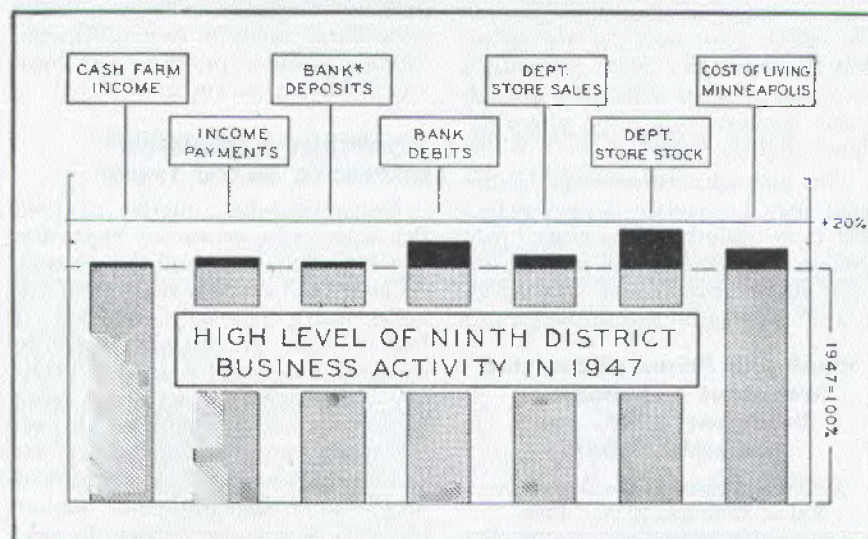 CASH FARM
INCOME
BANK*
DEPOSITS
DEPT.
STORE SALES
COST OF LIVING
MINNEAPOLIS
INCOME
PAYMENTS
BANK
DEBITS
DEPT.
STORE STOCK
+ 20%
HIGH LEVEL OF NINTH DISTRICT
BUSINESS ACTIVITY IN 947
1947=100%